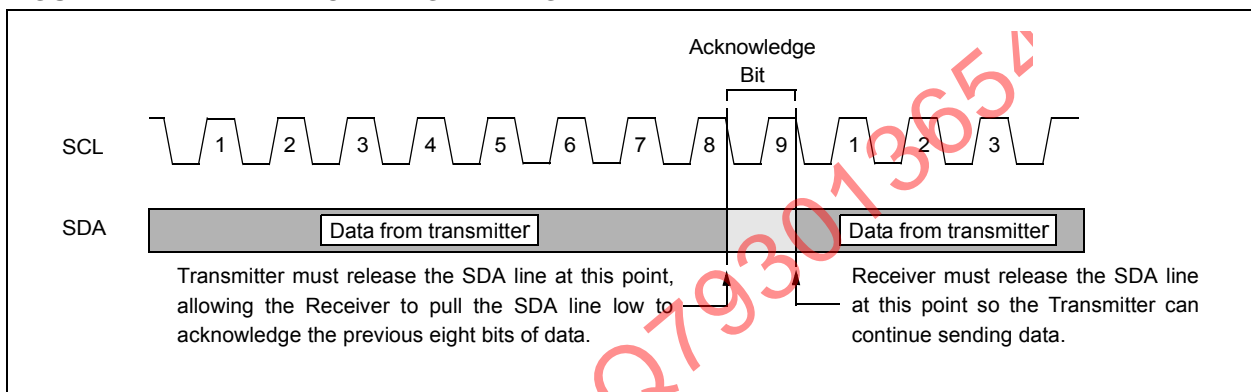 Acknowledge
Bit
SCL
1 2 3 4 5 6 7 8 9 1 2 3
SDA
Data from transmitter
Data from transmitter
Transmitter must release the SDA line at this point,
allowing the Receiver to pull the SDA line low to
acknowledge the previous eight bits of data.
Receiver must release the SDA line
at this point so the Transmitter can
continue sending data.